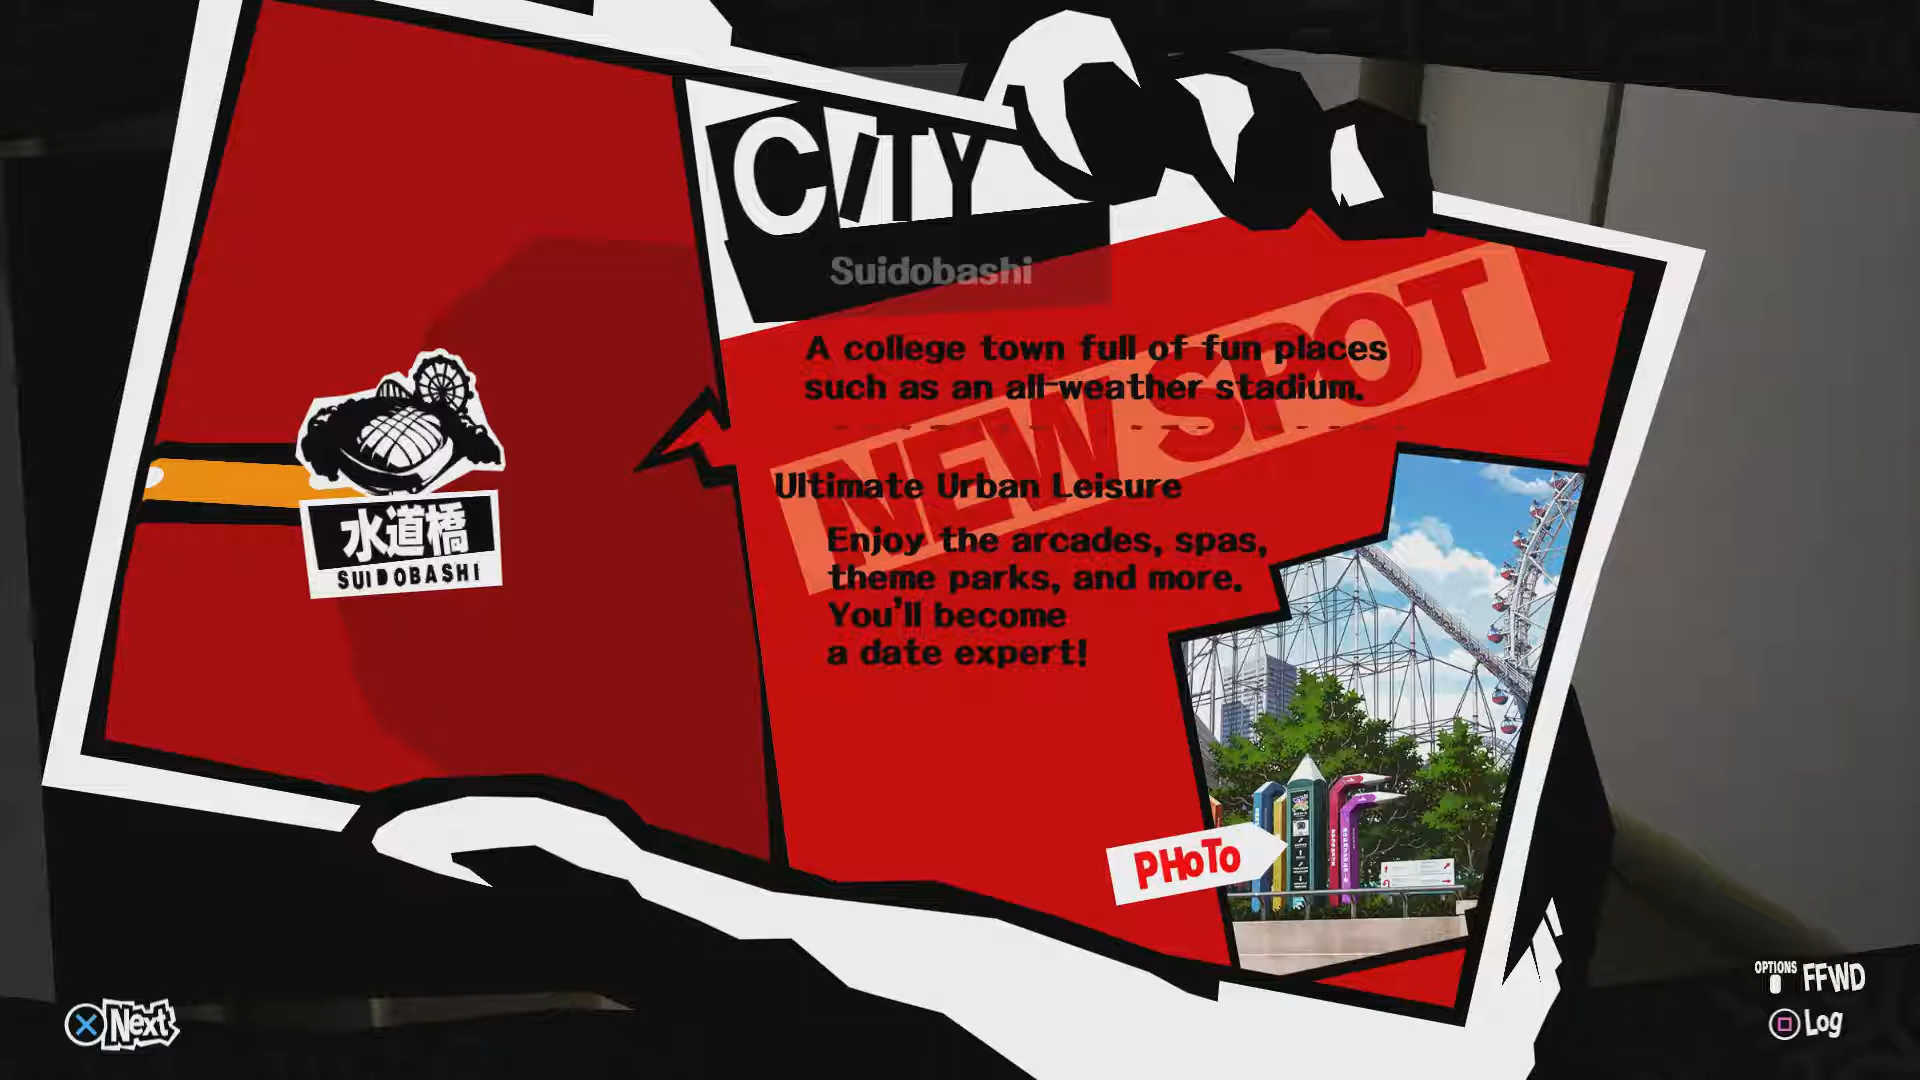 CITY
Suidobashi
NEW SPOT
A college town full of fun places
such as an all-weather stadium.
Ultimate Urban Leisure
Enjoy the arcades, spas,
theme parks, and more.
You'll become
a date expert!
水道橋
SUIDOBASHI
PHoTo
Next
OPTIONS FFWD
Log